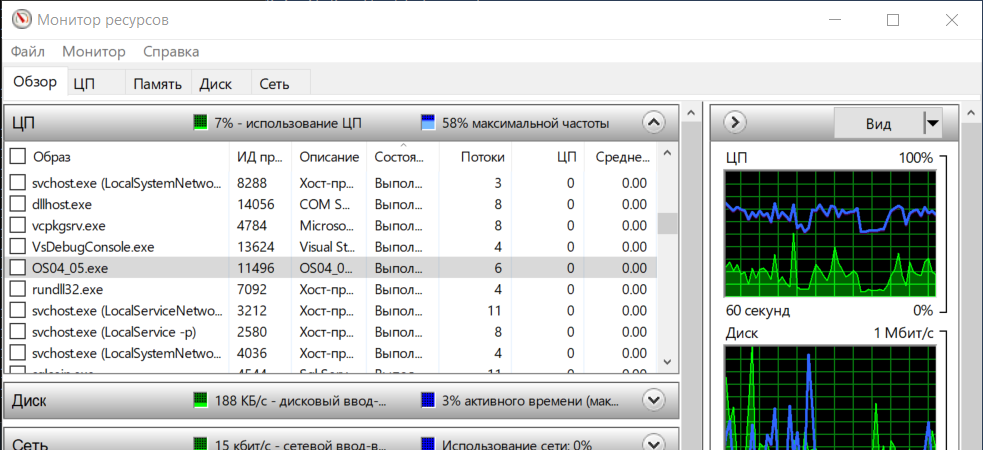 Монитор ресурсов
Файл Монитор Справка
Обзор ЦП Память Диск Сеть
ЦП 7% - использование ЦП 58% максимальной частоты
Образ ИД пр... Описание Состоя... Потоки ЦП Средне...
svchost.exe (LocalSystemNetwo... 8288 Хост-пр... Выпол... 3 0 0.00
dllhost.exe 14056 COM S... Выпол... 8 0 0.00
vcpkgsrv.exe 4784 Microso... Выпол... 8 0 0.00
VsDebugConsole.exe 13624 Visual St... Выпол... 4 0 0.00
OS04_05.exe 11496 OS04_0... Выпол... 6 0 0.00
rundll32.exe 7092 Хост-пр... Выпол... 4 0 0.00
svchost.exe (LocalServiceNetwo... 3212 Хост-пр... Выпол... 11 0 0.00
svchost.exe (LocalService -p) 2580 Хост-пр... Выпол... 8 0 0.00
svchost.exe (LocalSystemNetwo... 4036 Хост-пр... Выпол... 4 0 0.00
Диск 188 КБ/с - дисковый ввод-... 3% активного времени (мак...
Сеть 15 кбит/с - сетевой ввод-в... Использование сети: 0%
Вид
ЦП 100%
60 секунд 0%
Диск 1 Мбит/с